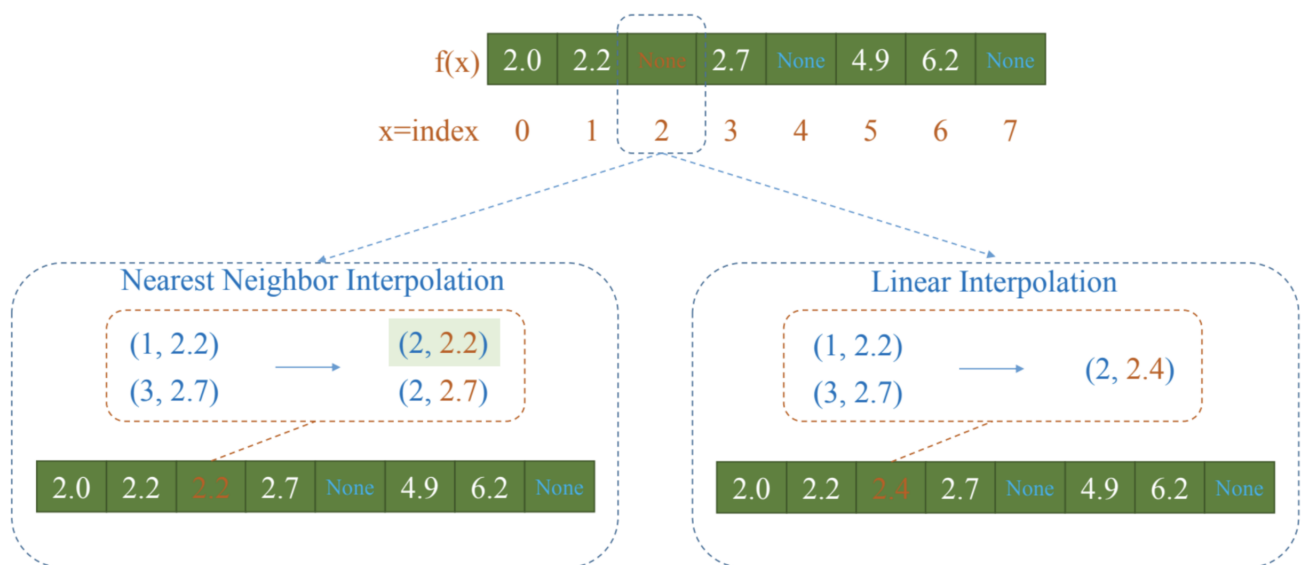 f(x) 2.0 2.2 None 2.7 None 4.9 6.2 None
x=index 0 1 2 3 4 5 6 7
Nearest Neighbor Interpolation
(1, 2.2) (2, 2.2)
(3, 2.7) (2, 2.7)
2.0 2.2 2.2 2.7 None 4.9 6.2 None
Linear Interpolation
(1, 2.2)
(2, 2.4)
(3, 2.7)
2.0 2.2 2.4 2.7 None 4.9 6.2 None